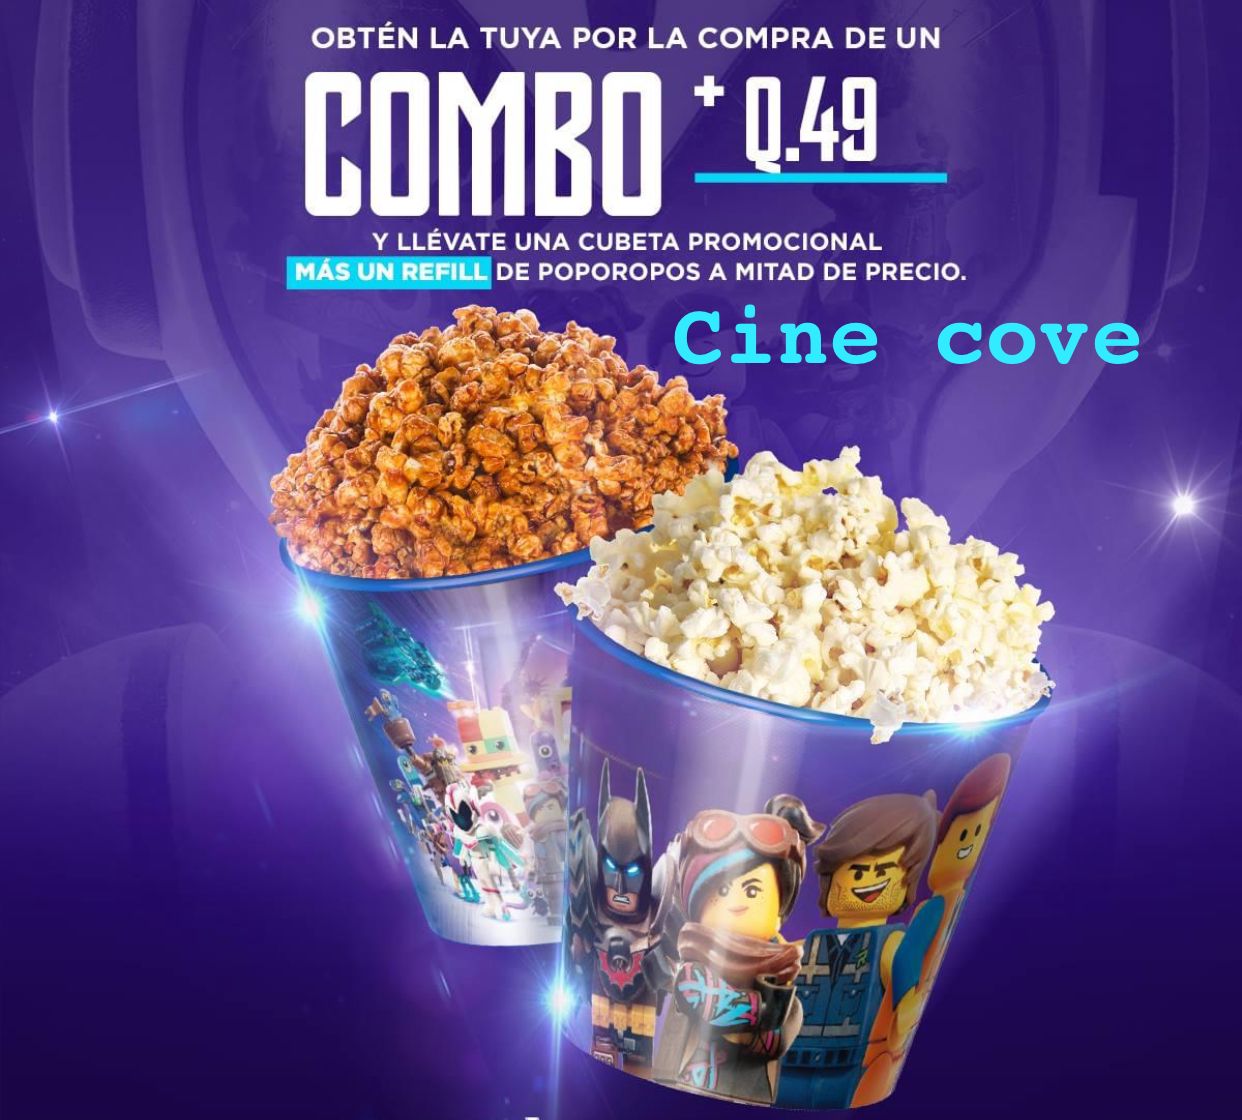 OBTÉN LA TUYA POR LA COMPRA DE UN
COMBO + Q.49
Y LLÉVATE UNA CUBETA PROMOCIONAL
MÁS UN REFILL DE POPOROPOS A MITAD DE PRECIO.
Cine cove